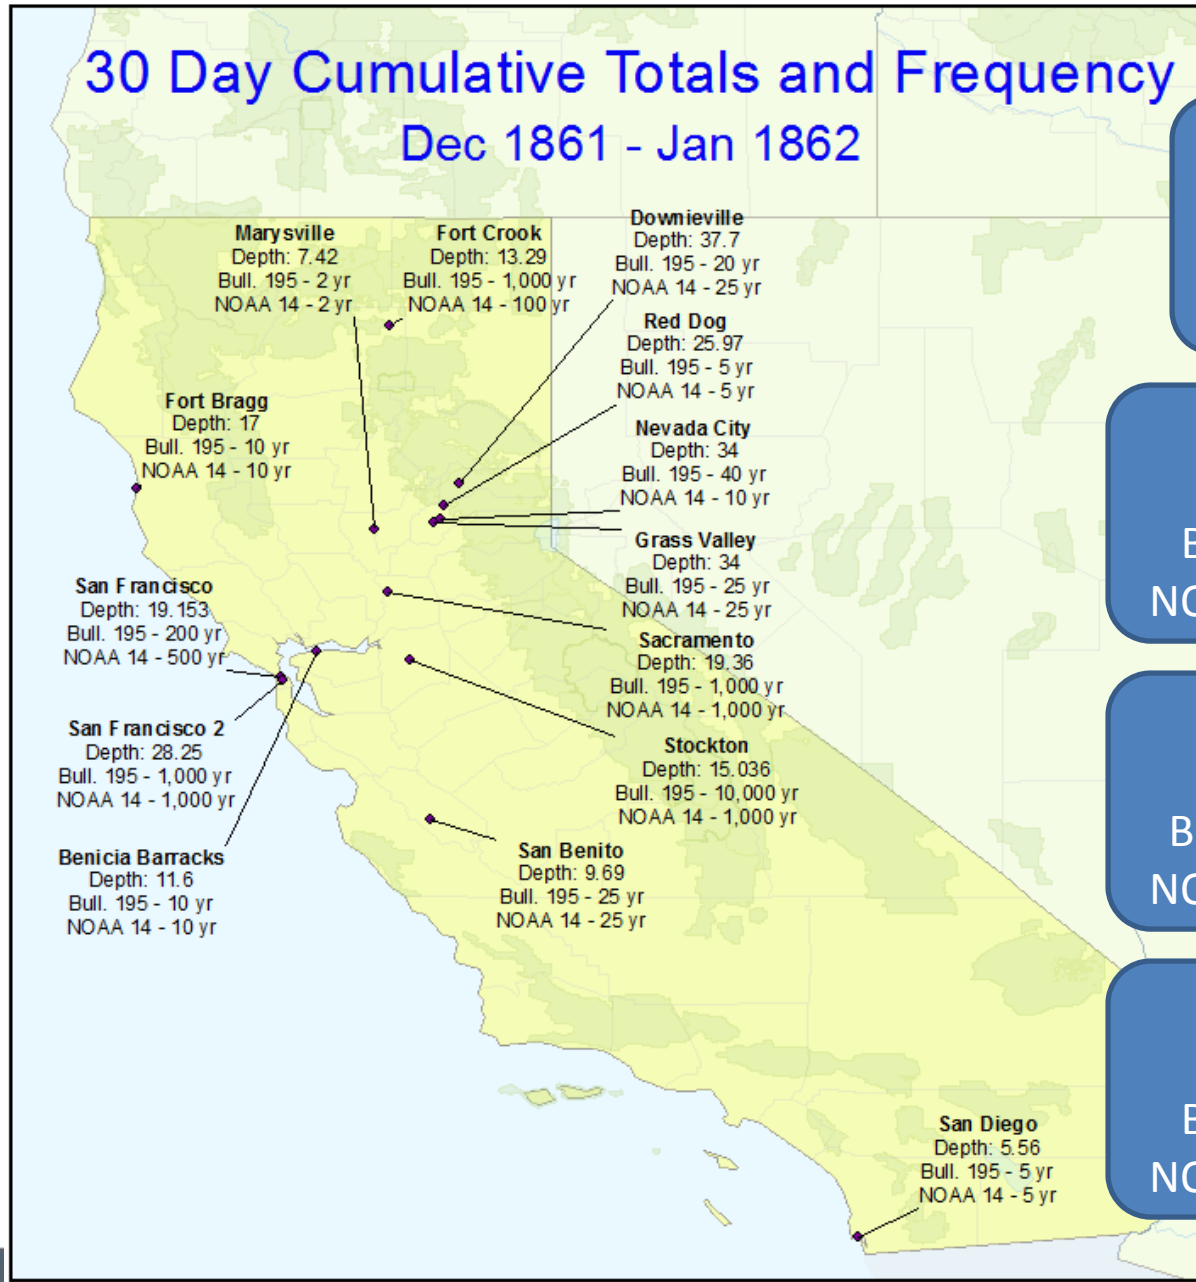 30 Day Cumulative Totals and Frequency
Dec 1861 - Jan 1862
Marysville
Depth: 7.42
Bull. 195 - 2 yr
NOAA 14 - 2 yr
Fort Crook
Depth: 13.29
Bull. 195 - 1,000 yr
NOAA 14 - 100 yr
Downieville
Depth: 37.7
Bull. 195 - 20 yr
NOAA 14 - 25 yr
Red Dog
Depth: 25.97
Bull. 195 - 5 yr
NOAA 14 - 5 yr
Fort Bragg
Depth: 17
Bull. 195 - 10 yr
NOAA 14 - 10 yr
Nevada City
Depth: 34
Bull. 195 - 40 yr
NOAA 14 - 10 yr
Grass Valley
Depth: 34
Bull. 195 - 25 yr
NOAA 14 - 25 yr
San Francisco
Depth: 19.153
Bull. 195 - 200 yr
NOAA 14 - 500 yr
Sacramento
Depth: 19.36
Bull. 195 - 1,000 yr
NOAA 14 - 1,000 yr
San Francisco 2
Depth: 28.25
Bull. 195 - 1,000 yr
NOAA 14 - 1,000 yr
Stockton
Depth: 15.036
Bull. 195 - 10,000 yr
NOAA 14 - 1,000 yr
Benicia Barracks
Depth: 11.6
Bull. 195 - 10 yr
NOAA 14 - 10 yr
San Benito
Depth: 9.69
Bull. 195 - 25 yr
NOAA 14 - 25 yr
San Diego
Depth: 5.56
Bull. 195 - 5 yr
NOAA 14 - 5 yr